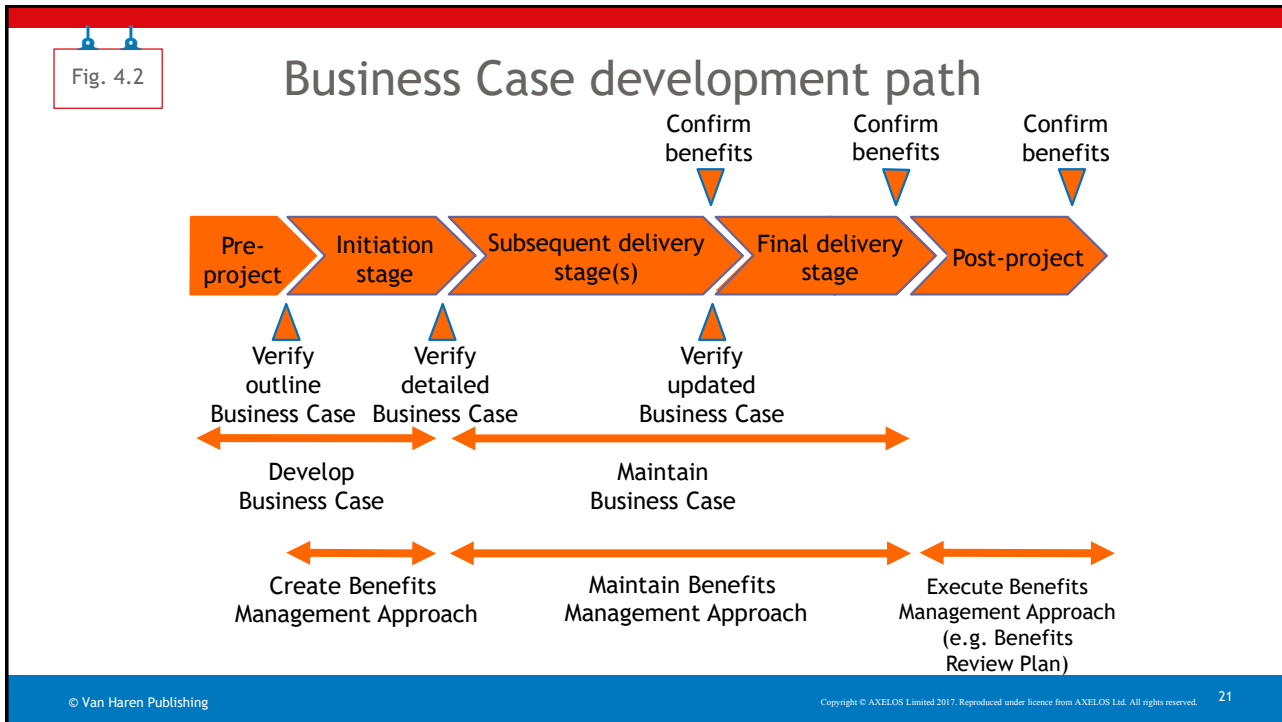 Fig. 4.2
Business Case development path
Confirm
benefits
Confirm
benefits
Confirm
benefits
Pre-
project
Initiation
stage
Subsequent delivery
stage(s)
Final delivery
stage
Post-project
Verify
outline
Business Case
Verify
detailed
Business Case
Verify
updated
Business Case
Develop
Business Case
Maintain
Business Case
Create Benefits
Management Approach
Maintain Benefits
Management Approach
Execute Benefits
Management Approach
(e.g. Benefits
Review Plan)
© Van Haren Publishing
Copyright © AXELOS Limited 2017. Reproduced under licence from AXELOS Ltd. All rights reserved.
21